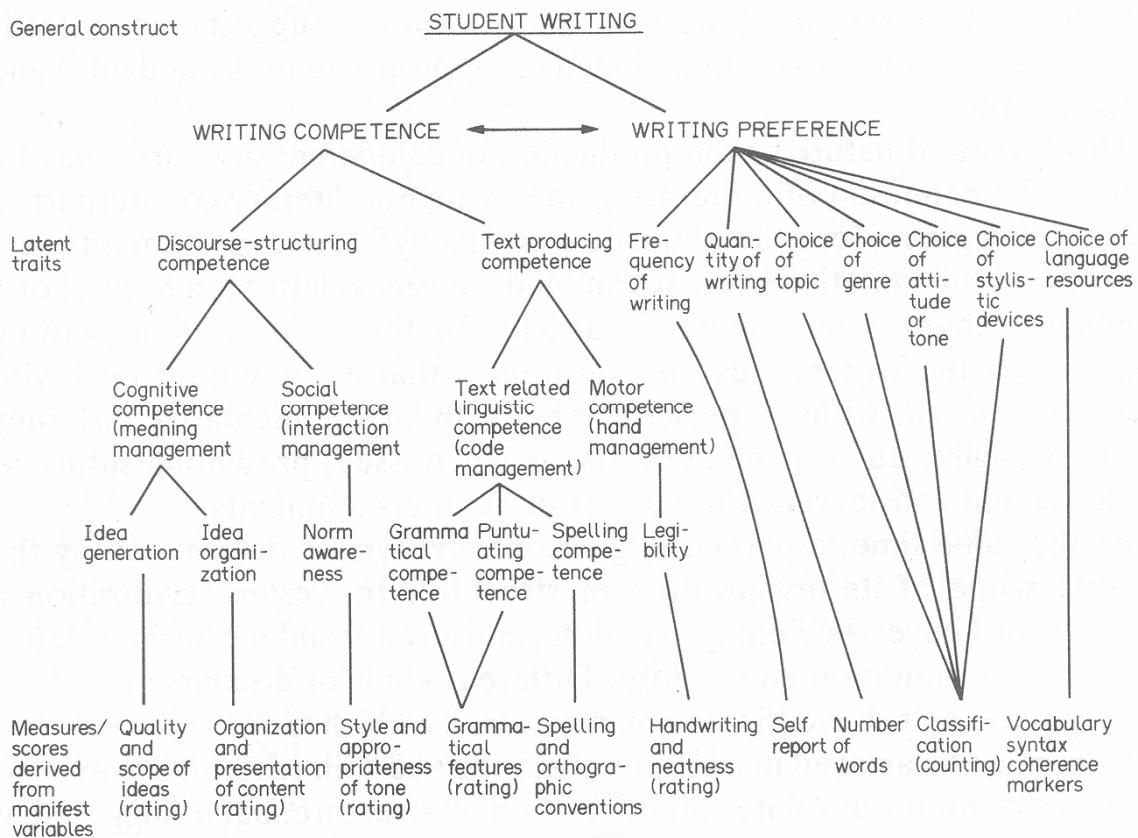 General construct
STUDENT WRITING
WRITING COMPETENCE
WRITING PREFERENCE
Latent
traits
Discourse-structuring
competence
Text producing
competence
Fre-
quency
of
writing
Quan-
tity of
writing
Choice
of
topic
Choice
of
genre
Choice
of
atti-
tude
or
tone
Choice
of
stylis-
tic
devices
Choice of
language
resources
Cognitive
competence
(meaning
management)
Social
competence
(interaction
management)
Text related
linguistic
competence
(code
management)
Motor
competence
(hand
management)
Idea
generation
Idea
organi-
zation
Norm
aware-
ness
Gramma-
tical
compe-
tence
Puntu-
ating
compe-
tence
Spelling
compe-
tence
Legi-
bility
Measures/
scores
derived
from
manifest
variables
Quality
and
scope of
ideas
(rating)
Organization
and
presentation
of content
(rating)
Style and
appro-
priateness
of tone
(rating)
Gramma-
tical
features
(rating)
Spelling
and
orthogra-
phic
conventions
Handwriting
and
neatness
(rating)
Self
report
Number
of
words
Classifi-
cation
(counting)
Vocabulary
syntax
coherence
markers